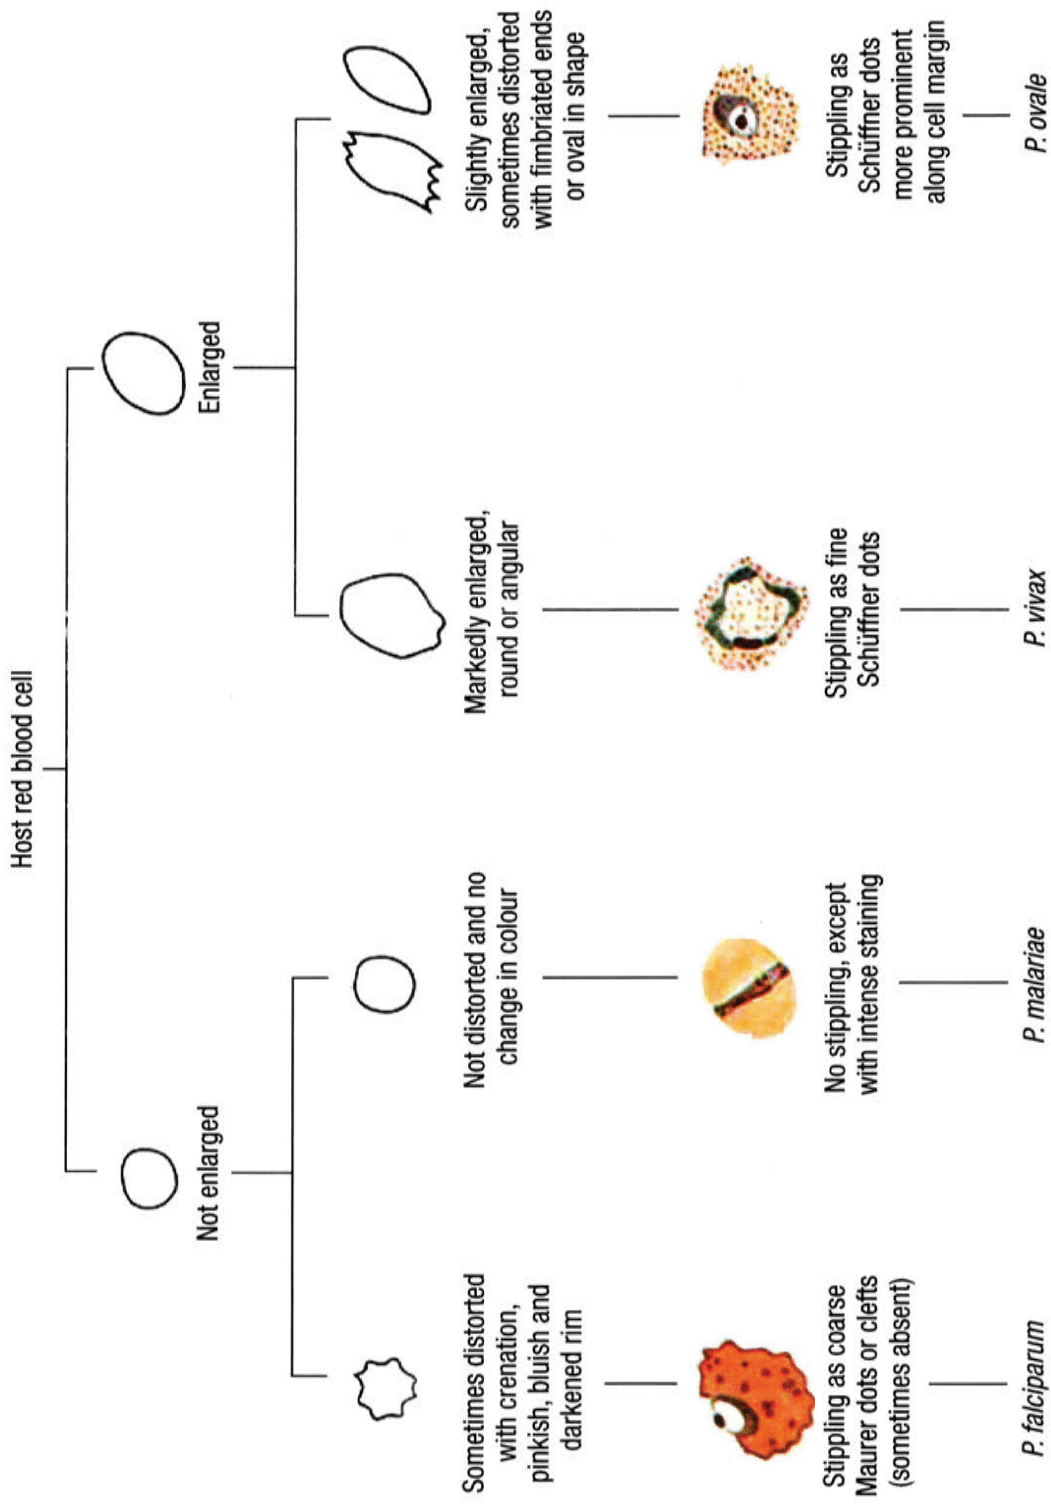 Host red blood cell
Not enlarged
Enlarged
Sometimes distorted
with crenation,
pinkish, bluish and
darkened rim
Not distorted and no
change in colour
Markedly enlarged,
round or angular
Slightly enlarged,
sometimes distorted
with fimbriated ends
or oval in shape
Stippling as coarse
Maurer dots or clefts
(sometimes absent)
No stippling, except
with intense staining
Stippling as fine
Schüffner dots
Stippling as
Schüffner dots
more prominent
along cell margin
P. falciparum
P. malariae
P. vivax
P. ovale